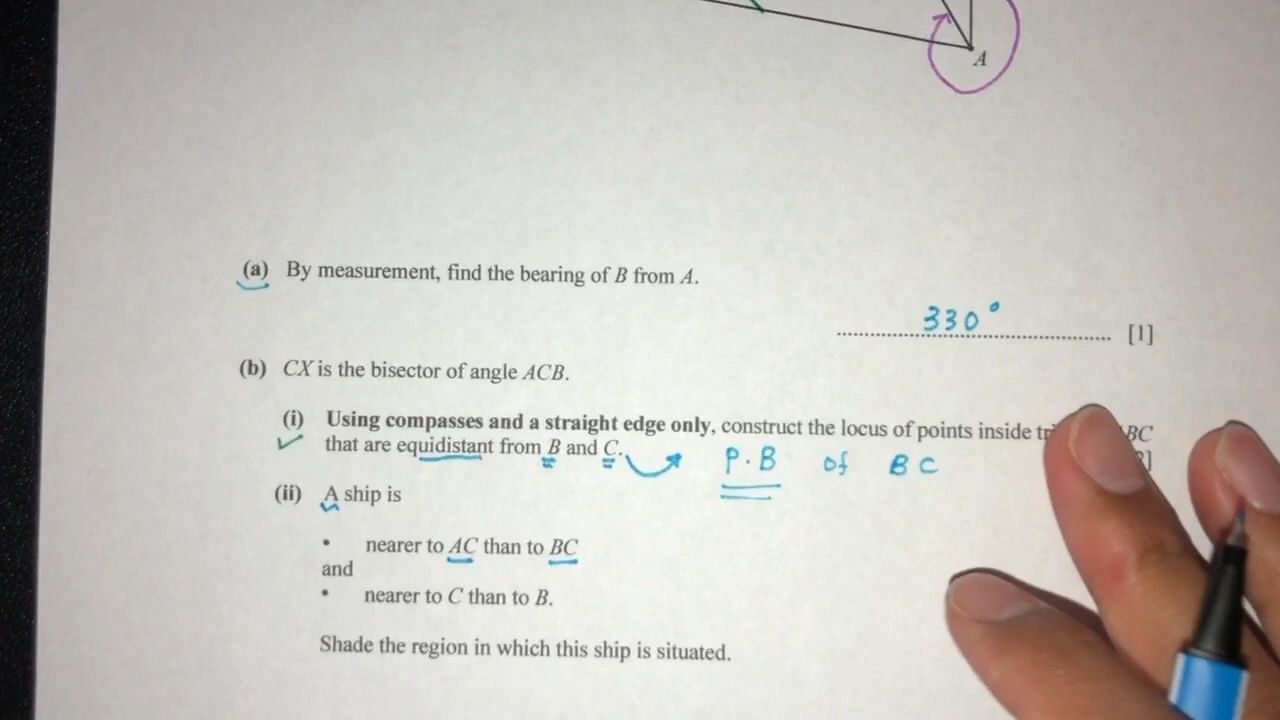 A
(a) By measurement, find the bearing of B from A.
330°
[1]
(b) CX is the bisector of angle ACB.
(i) Using compasses and a straight edge only, construct the locus of points inside BC
that are equidistant from B and C. P.B of BC
(ii) A ship is
• nearer to AC than to BC
and
• nearer to C than to B.
Shade the region in which this ship is situated.